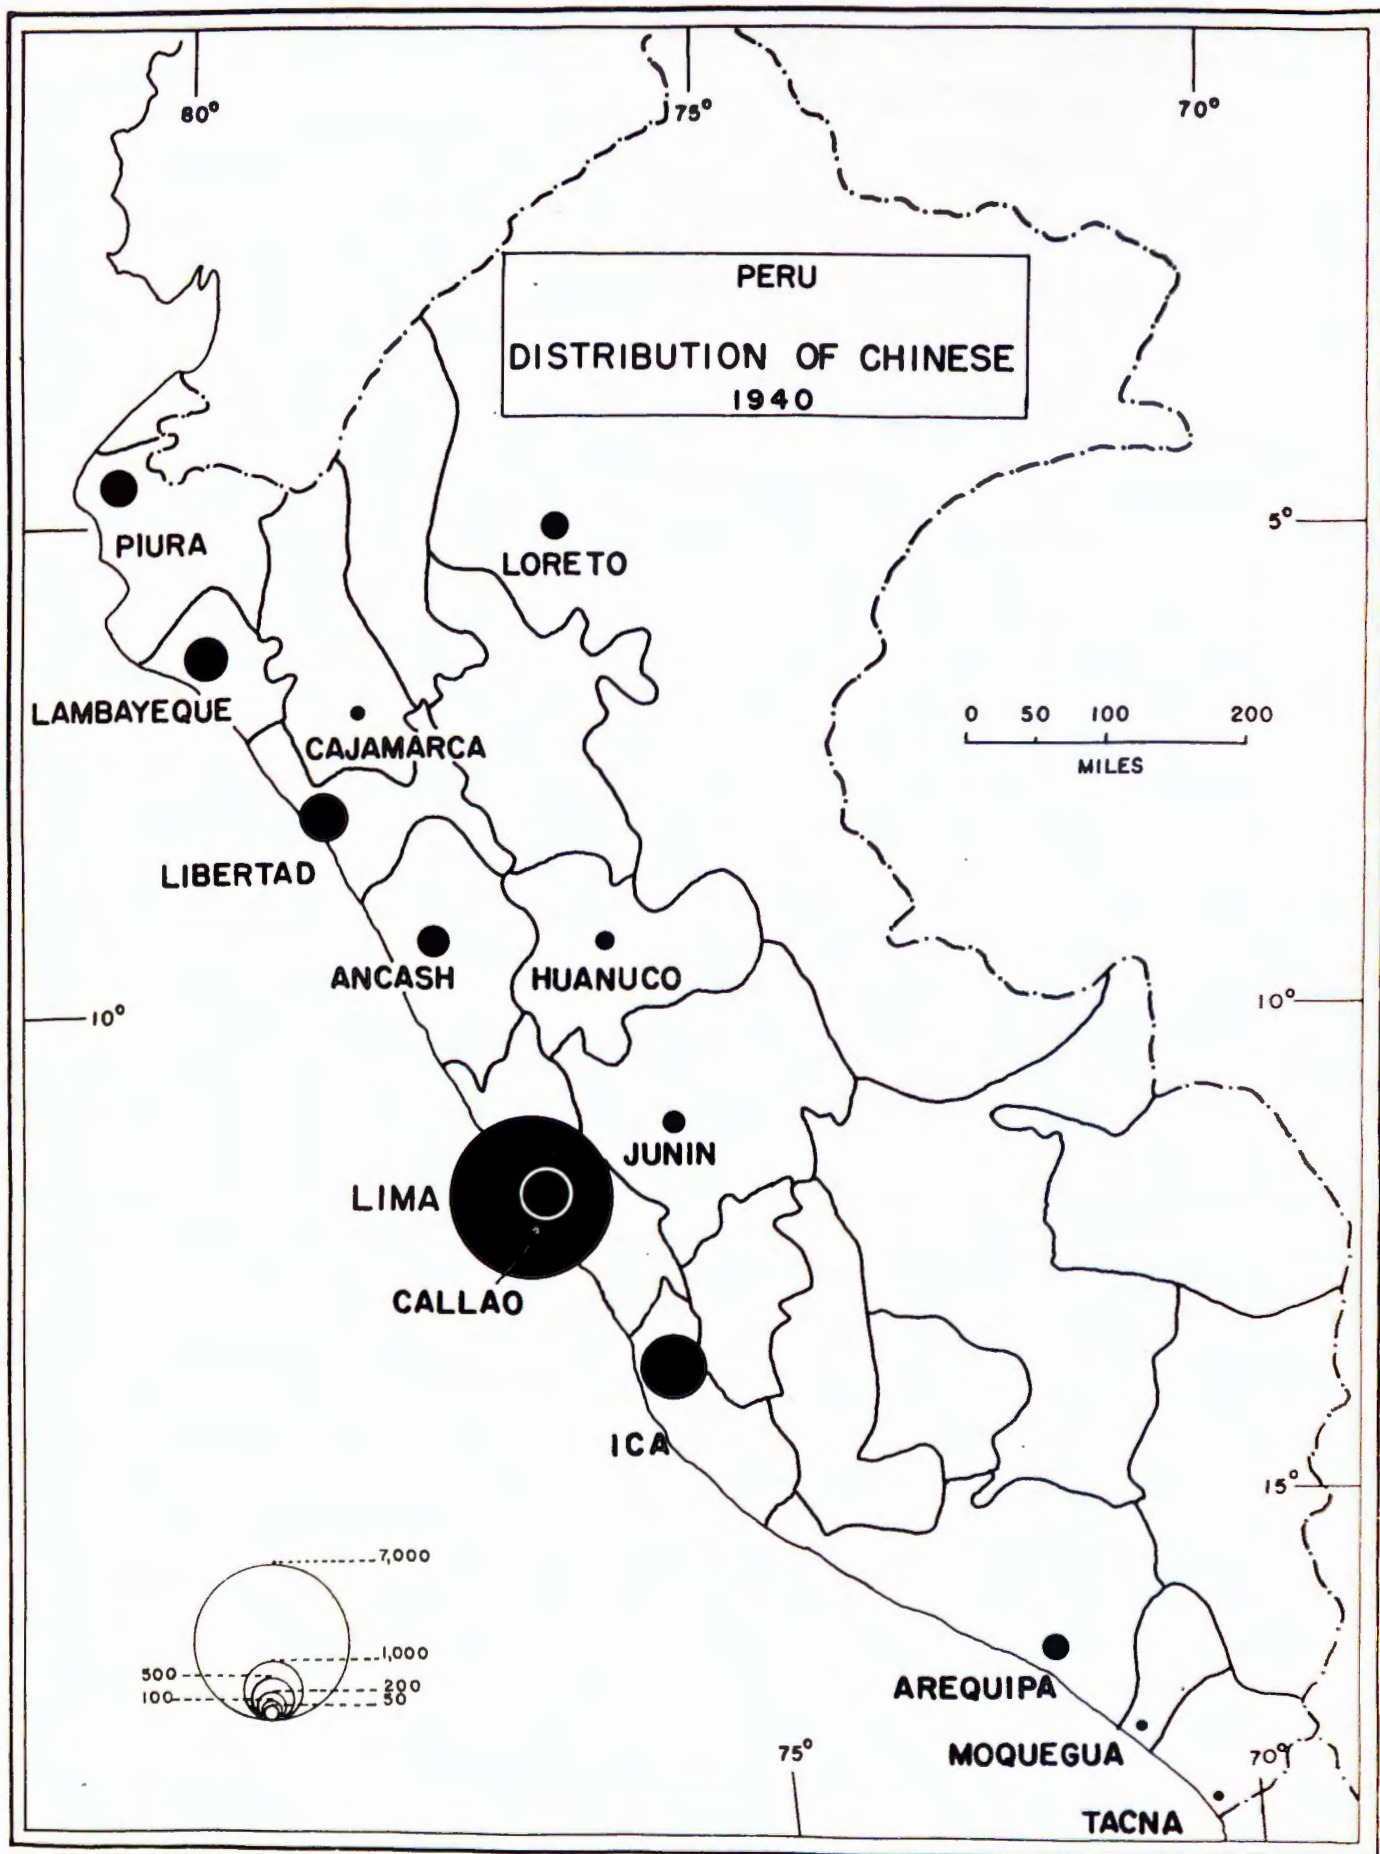 80°
75°
70°
PERU
DISTRIBUTION OF CHINESE
1940
PIURA
5°
LORETO
LAMBAYEQUE
CAJAMARCA
0 50 100 200
MILES
LIBERTAD
ANCASH
HUANUCO
10°
10°
JUNIN
LIMA
CALLAO
ICA
15°
7,000
1,000
500
200
100
50
AREQUIPA
MOQUEGUA
75°
70°
TACNA